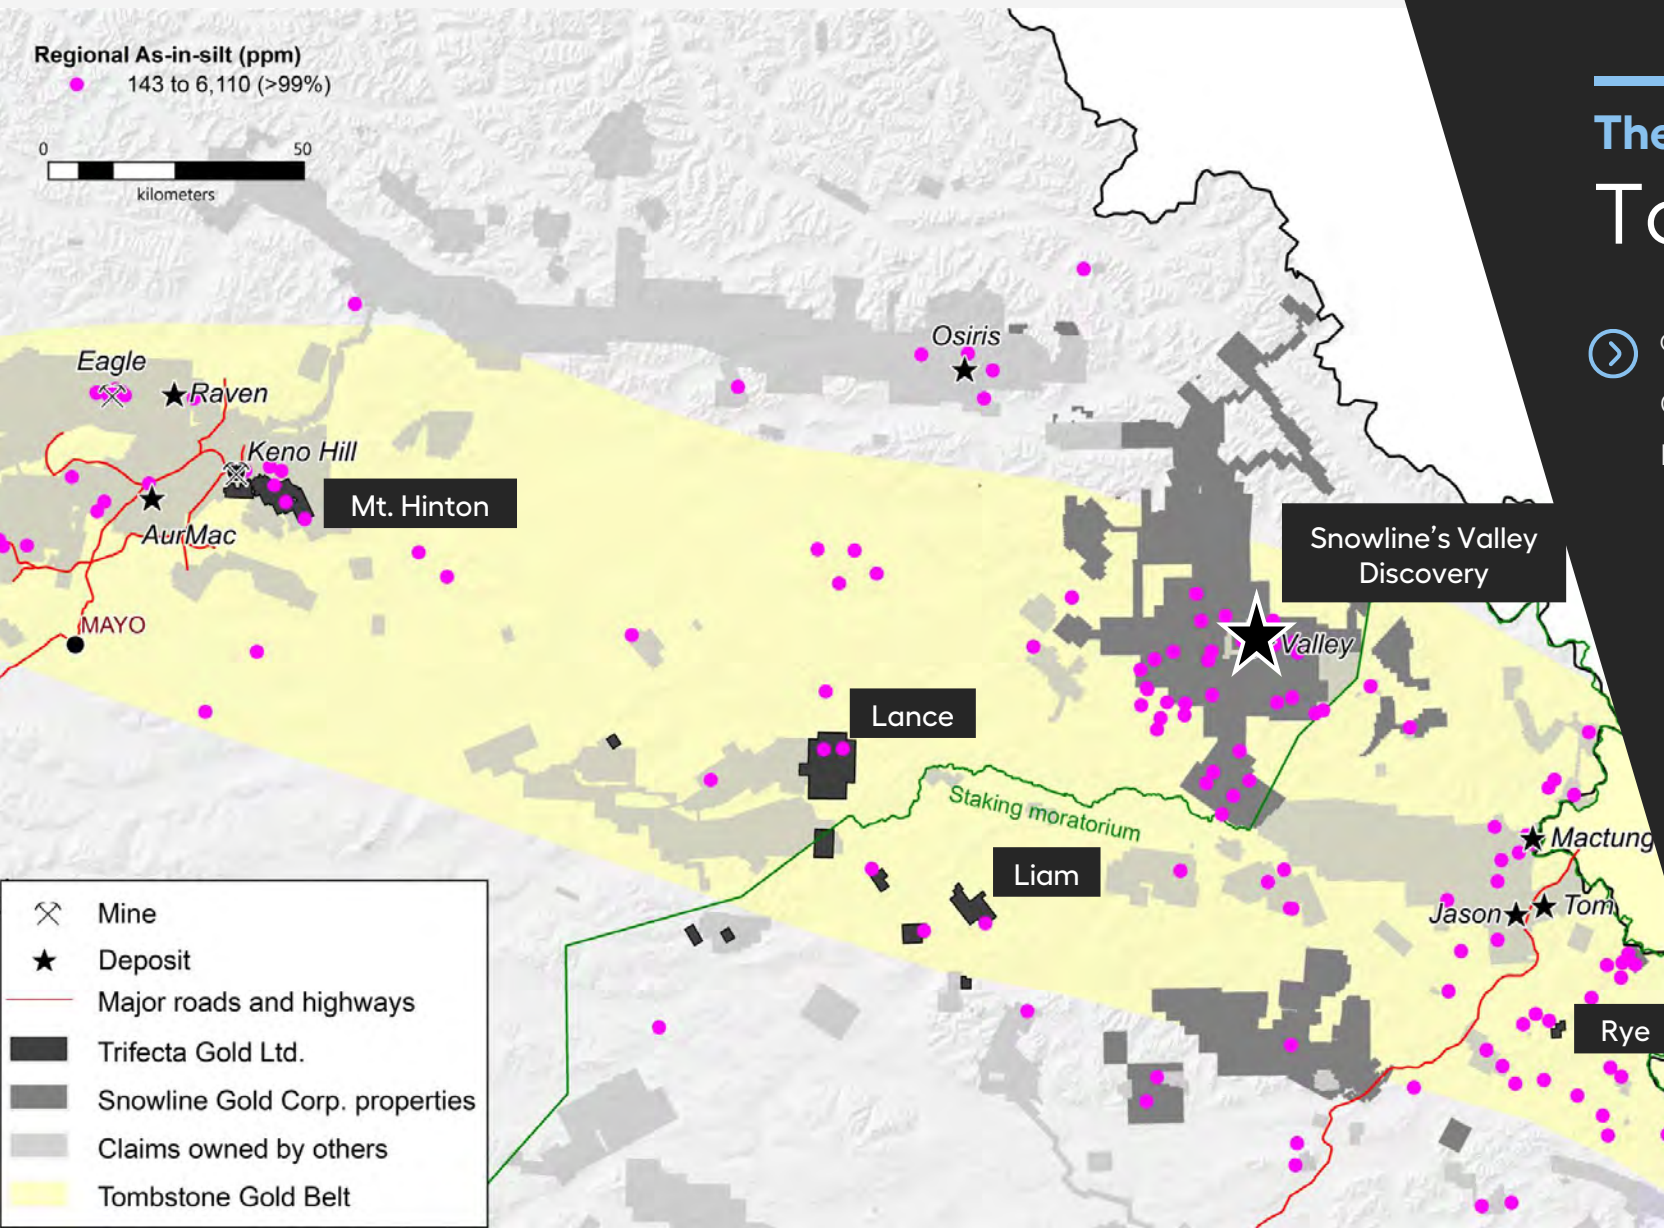 Regional As-in-silt (ppm)
143 to 6,110 (>99%)
0 50
kilometers
The
To
Osiris
Eagle
Raven
Keno Hill
Mt. Hinton
AurMac
MAYO
Snowline's Valley
Discovery
Valley
Lance
Staking moratorium
Liam
Mactung
Jason
Tom
Rye
Mine
Deposit
Major roads and highways
Trifecta Gold Ltd.
Snowline Gold Corp. properties
Claims owned by others
Tombstone Gold Belt